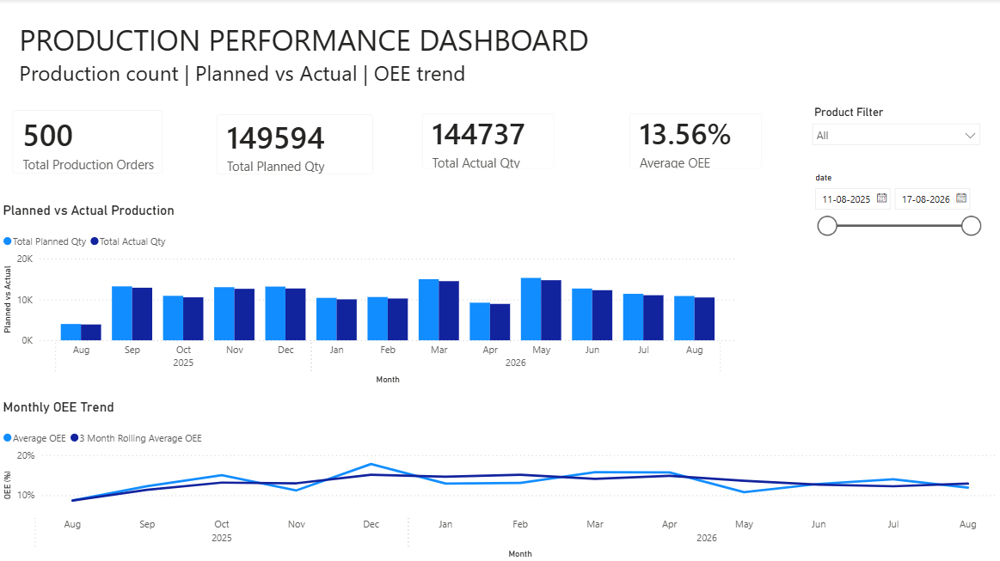 PRODUCTION PERFORMANCE DASHBOARD
Production count | Planned vs Actual | OEE trend
500
Total Production Orders
149594
Total Planned Qty
144737
Total Actual Qty
13.56%
Average OEE
Product Filter
All
date
11-08-2025
17-08-2026
Planned vs Actual Production
Total Planned Qty Total Actual Qty
Planned vs Actual
20K
10K
0K
Aug Sep Oct Nov Dec Jan Feb Mar Apr May Jun Jul Aug
2025 2026
Month
Monthly OEE Trend
Average OEE 3 Month Rolling Average OEE
OEE (%)
20%
10%
Aug Sep Oct Nov Dec Jan Feb Mar Apr May Jun Jul Aug
2025 2026
Month